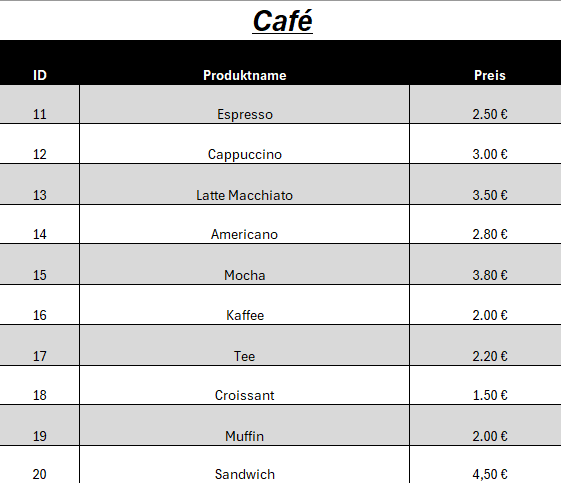 Café
ID Produktname Preis
11 Espresso 2.50 €
12 Cappuccino 3.00 €
13 Latte Macchiato 3.50 €
14 Americano 2.80 €
15 Mocha 3.80 €
16 Kaffee 2.00 €
17 Tee 2.20 €
18 Croissant 1.50 €
19 Muffin 2.00 €
20 Sandwich 4,50 €